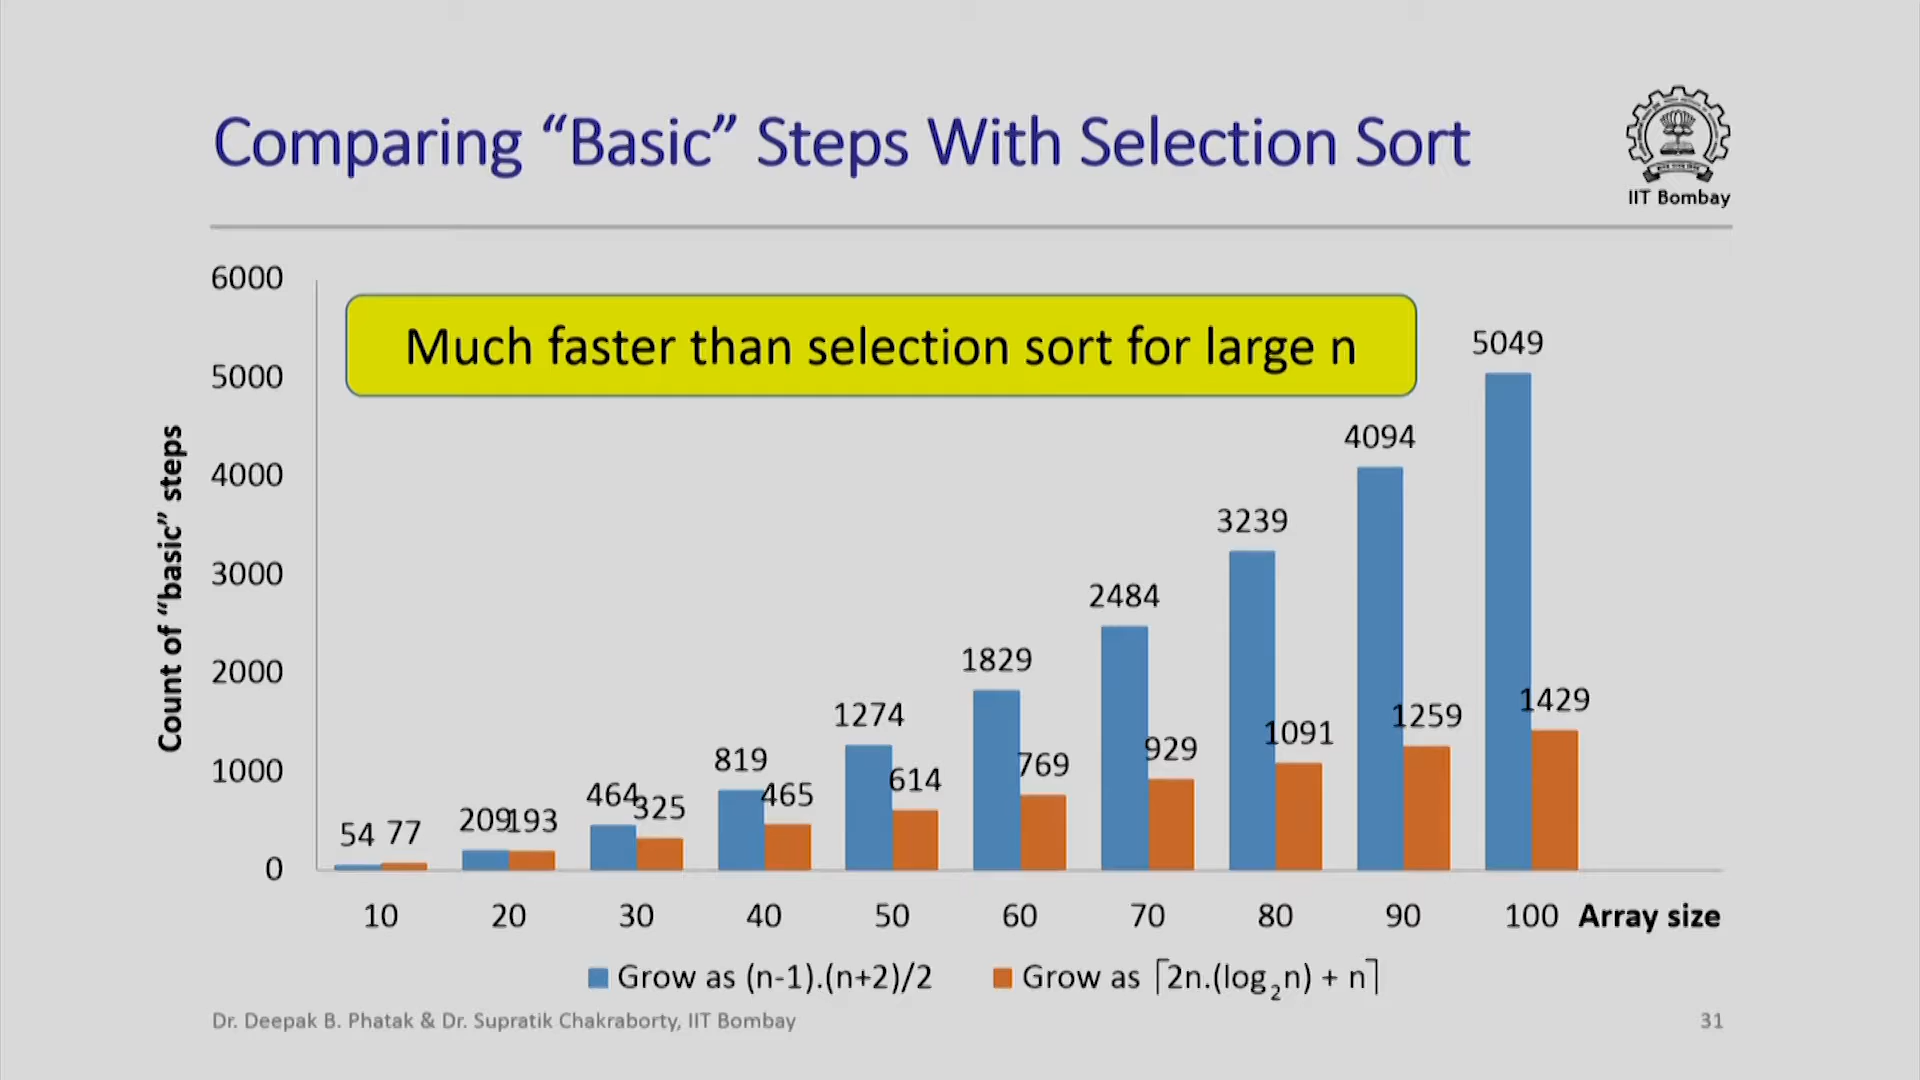 Comparing “Basic” Steps With Selection Sort
IIT Bombay
6000
5000
4000
3000
2000
1000
0
Count of “basic” steps
Much faster than selection sort for large n
54 77
209 193
464 325
819 465
1274 614
1829 769
2484 929
3239 1091
4094 1259
5049 1429
10 20 30 40 50 60 70 80 90 100 Array size
Grow as (n-1).(n+2)/2 Grow as ⌈2n.(log₂n) + n⌉
Dr. Deepak B. Phatak & Dr. Supratik Chakraborty, IIT Bombay 31